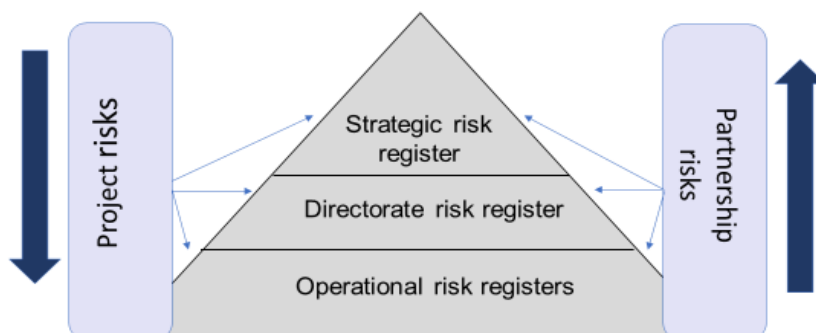 Project risks
Strategic risk
register
Directorate risk register
Operational risk registers
Partnership
risks